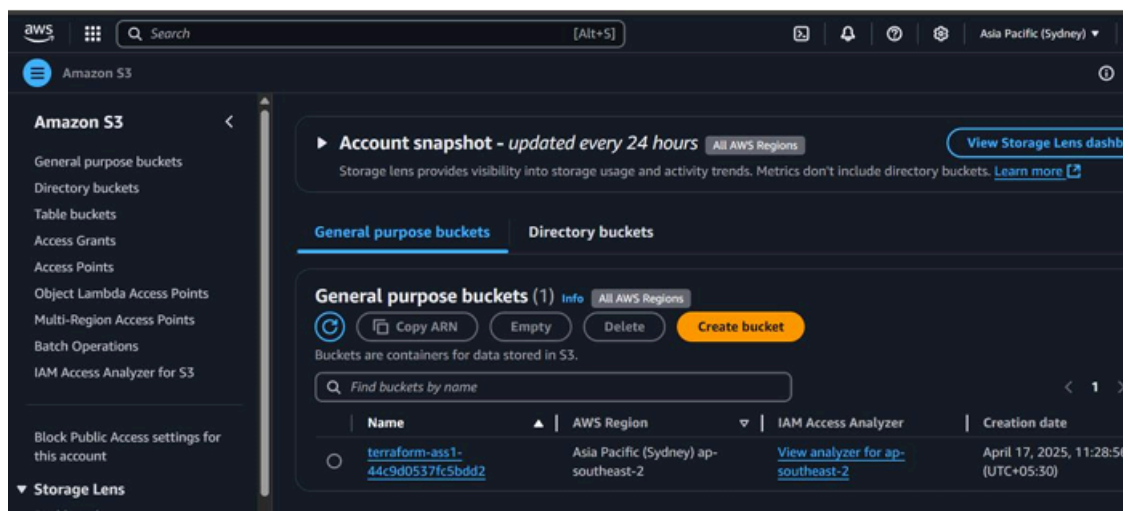 aws
Search [Alt+S] Asia Pacific (Sydney)
Amazon S3
Amazon S3
General purpose buckets
Directory buckets
Table buckets
Access Grants
Access Points
Object Lambda Access Points
Multi-Region Access Points
Batch Operations
IAM Access Analyzer for S3
Block Public Access settings for
this account
Storage Lens
Account snapshot - updated every 24 hours All AWS Regions
View Storage Lens dashb
Storage lens provides visibility into storage usage and activity trends. Metrics don't include directory buckets. Learn more
General purpose buckets Directory buckets
General purpose buckets (1) Info All AWS Regions
Copy ARN Empty Delete Create bucket
Buckets are containers for data stored in S3.
Find buckets by name
1
Name AWS Region IAM Access Analyzer Creation date
terraform-ass1- Asia Pacific (Sydney) ap- View analyzer for ap- April 17, 2025, 11:28:56
44c9d0537fc5bdd2 southeast-2 southeast-2 (UTC+05:30)